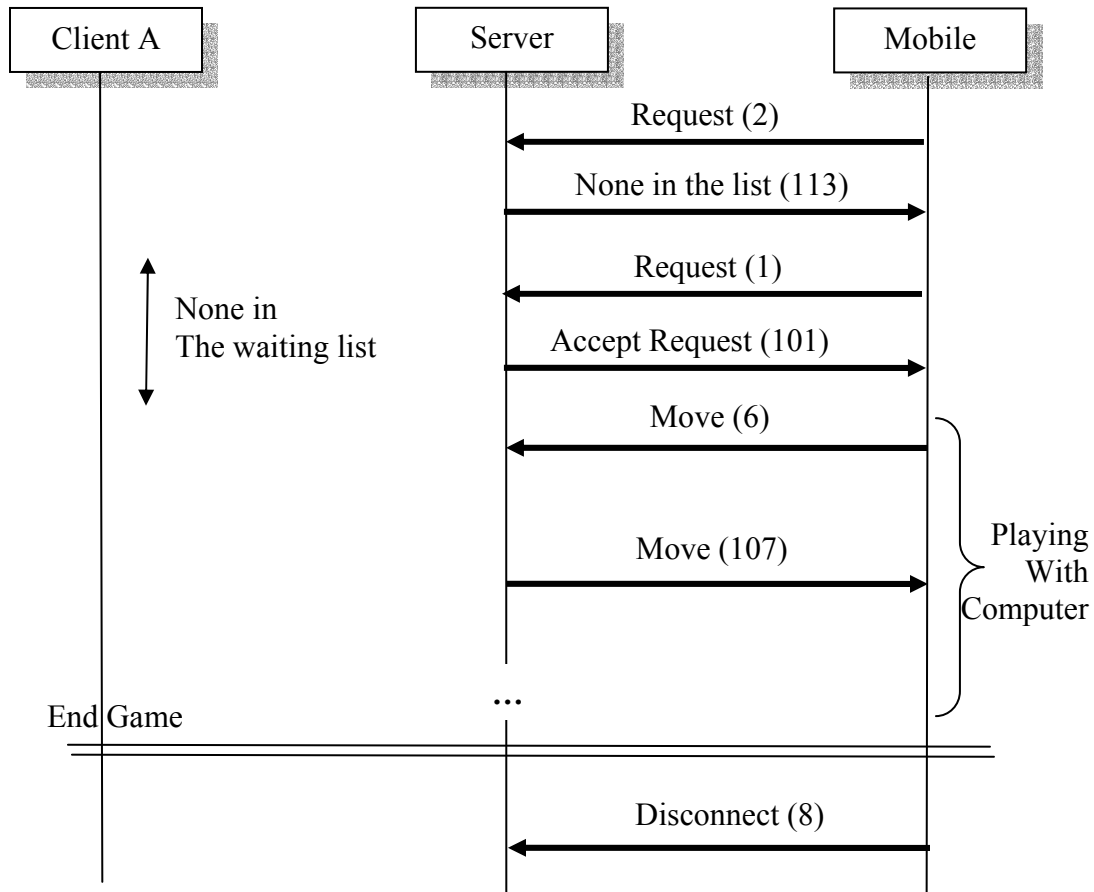 Client A
Server
Mobile
Request (2)
None in the list (113)
Request (1)
None in
The waiting list
Accept Request (101)
Move (6)
Move (107)
Playing
With
Computer
...
End Game
Disconnect (8)